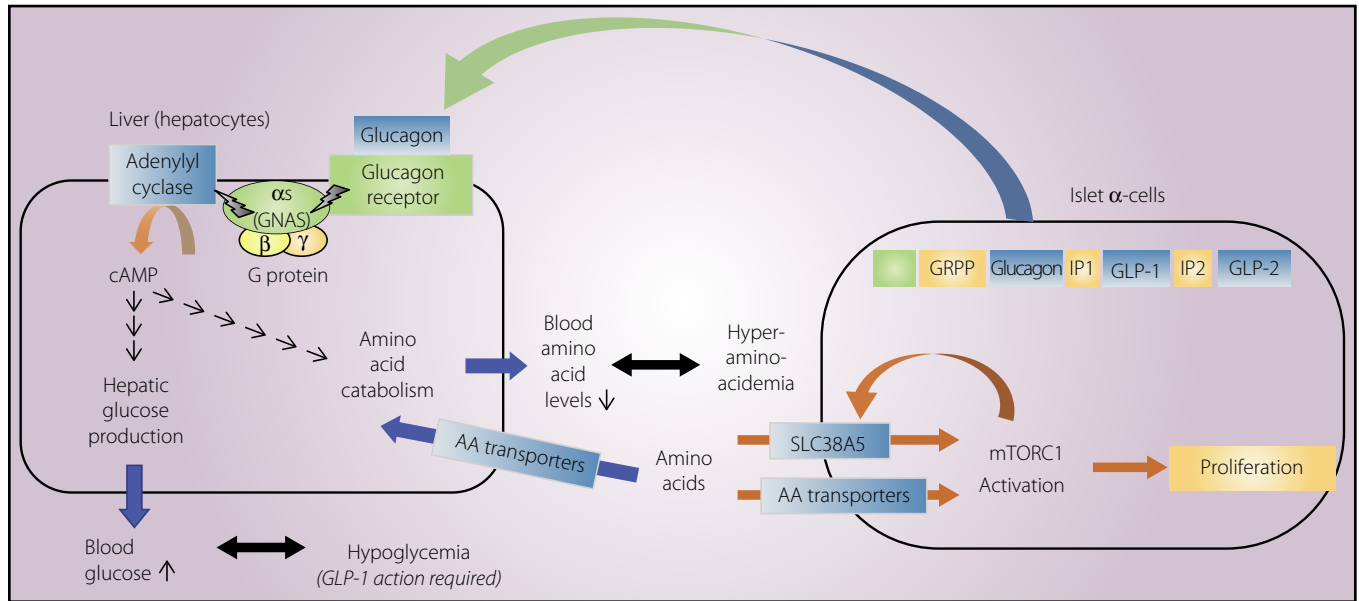 Liver (hepatocytes)
Glucagon
Adenylyl
cyclase
Glucagon
receptor
αs
(GNAS)
β
γ
G protein
cAMP
Hepatic
glucose
production
Amino
acid
catabolism
Blood
amino
acid
levels ↓
Hyper-
amino-
acidemia
AA transporters
Amino
acids
Blood
glucose ↑
Hypoglycemia
(GLP-1 action required)
Islet α-cells
GRPP
Glucagon
IP1
GLP-1
IP2
GLP-2
SLC38A5
AA transporters
mTORC1
Activation
Proliferation